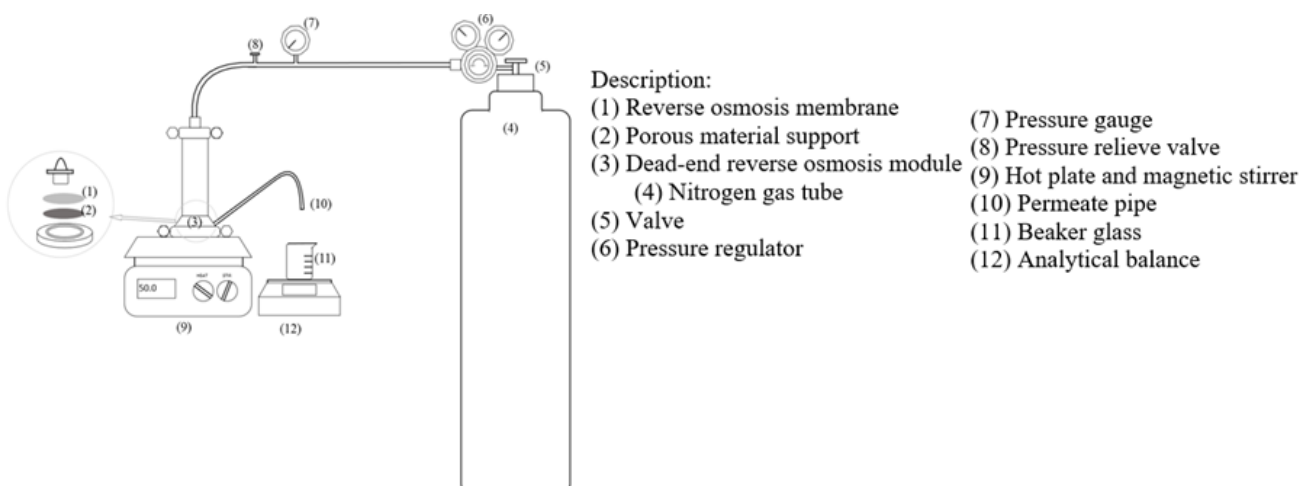 (6)
(7)
(8)
(5)
(4)
(1)
(2)
(3)
(10)
(11)
HEAT
STIR
50.0
(9)
(12)
Description:
(1) Reverse osmosis membrane
(2) Porous material support
(3) Dead-end reverse osmosis module
(4) Nitrogen gas tube
(5) Valve
(6) Pressure regulator
(7) Pressure gauge
(8) Pressure relieve valve
(9) Hot plate and magnetic stirrer
(10) Permeate pipe
(11) Beaker glass
(12) Analytical balance